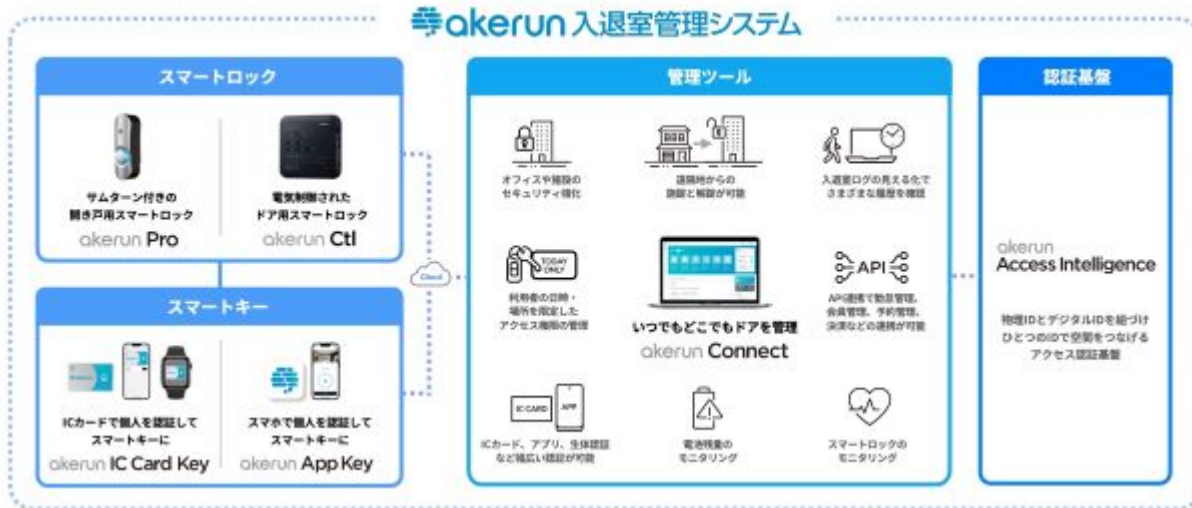 akerun 入退室管理システム
スマートロック
サムターン付きの
開き戸用スマートロック
akerun Pro
電気制御された
ドア用スマートロック
akerun Ctl
スマートキー
ICカードで個人を認証して
スマートキーに
akerun IC Card Key
スマホで個人を認証して
スマートキーに
akerun App Key
Cloud
管理ツール
オフィスや施設の
セキュリティ強化
遠隔地からの
施錠と解錠が可能
入退室ログの見える化で
さまざまな履歴を確認
TODAY
ONLY
利用者の日時・
場所を限定した
アクセス権限の管理
いつでもどこでもドアを管理
akerun Connect
API
API連携で勤怠管理、
会員管理、予約管理、
決済などの連携が可能
IC CARD
APP
ICカード、アプリ、生体認証
など幅広い認証が可能
電池残量の
モニタリング
スマートロックの
モニタリング
認証基盤
akerun
Access Intelligence
物理IDとデジタルIDを紐づけ
ひとつのIDで空間をつなげる
アクセス認証基盤